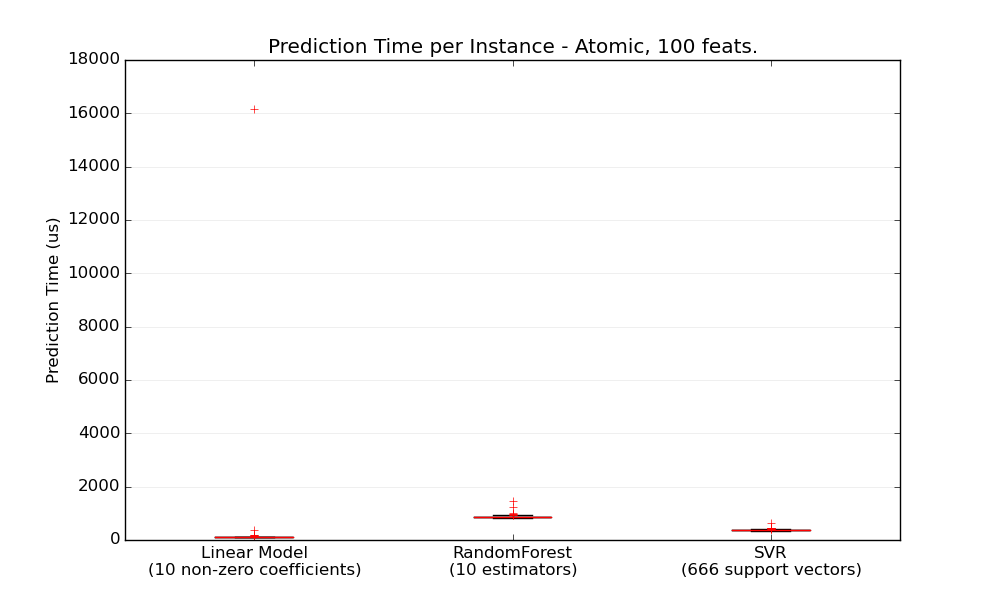 Prediction Time per Instance - Atomic, 100 feats.
18000
16000
14000
12000
10000
8000
6000
4000
2000
0
Prediction Time (us)
Linear Model
(10 non-zero coefficients)
RandomForest
(10 estimators)
SVR
(666 support vectors)